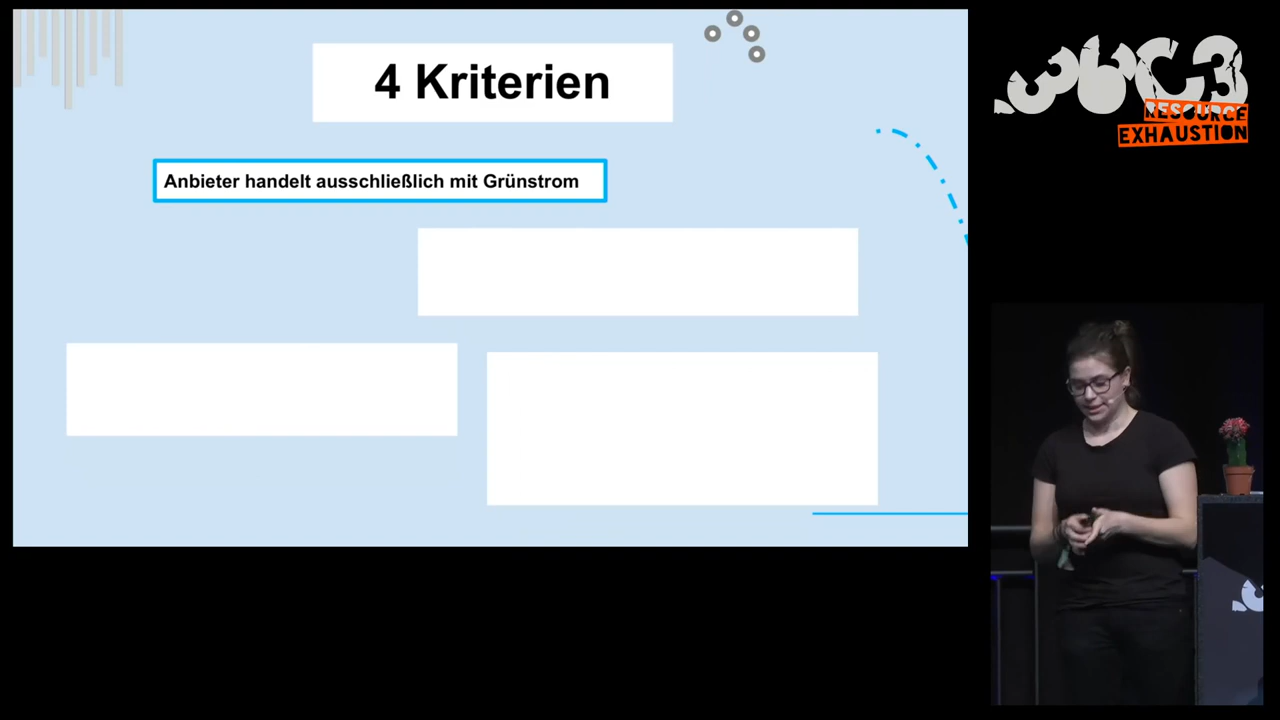 4 Kriterien
Anbieter handelt ausschließlich mit Grünstrom
36C3
RESOURCE
EXHAUSTION